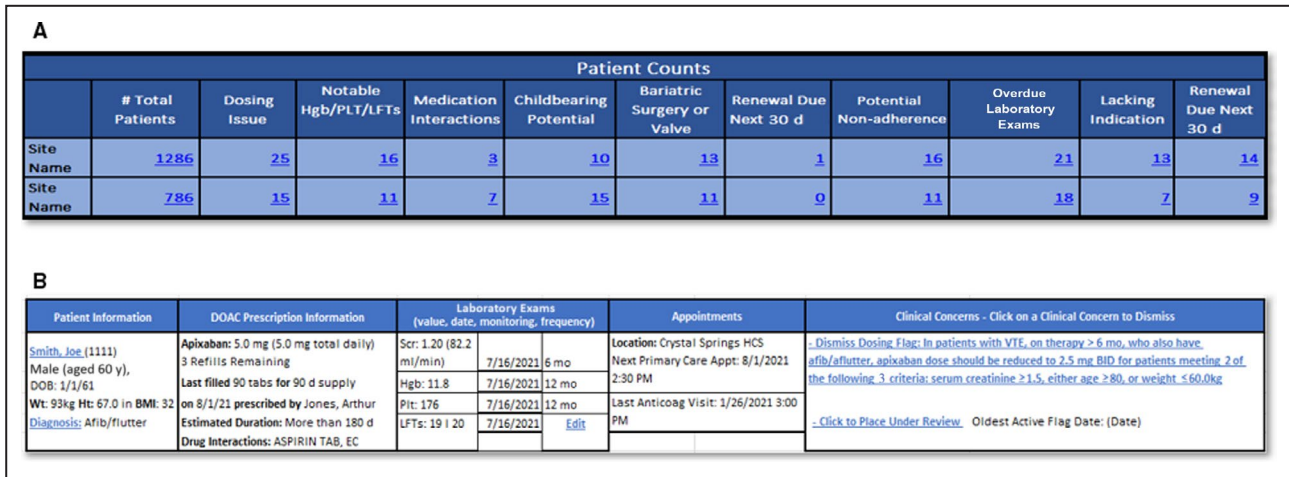 A
Patient Counts
# Total Patients | Dosing Issue | Notable Hgb/PLT/LFTs | Medication Interactions | Childbearing Potential | Bariatric Surgery or Valve | Renewal Due Next 30 d | Potential Non-adherence | Overdue Laboratory Exams | Lacking Indication | Renewal Due Next 30 d
Site Name | 1286 | 25 | 16 | 3 | 10 | 13 | 1 | 16 | 21 | 13 | 14
Site Name | 786 | 15 | 11 | 7 | 15 | 11 | 0 | 11 | 18 | 7 | 9
B
Patient Information
Smith, Joe (1111)
Male (aged 60 y),
DOB: 1/1/61
Wt: 93kg Ht: 67.0 in BMI: 32
Diagnosis: Afib/flutter
DOAC Prescription Information
Apixaban: 5.0 mg (5.0 mg total daily)
3 Refills Remaining
Last filled 90 tabs for 90 d supply
on 8/1/21 prescribed by Jones, Arthur
Estimated Duration: More than 180 d
Drug Interactions: ASPIRIN TAB, EC
Laboratory Exams
(value, date, monitoring, frequency)
Scr: 1.20 (82.2 ml/min) | 7/16/2021 | 6 mo
Hgb: 11.8 | 7/16/2021 | 12 mo
Plt: 176 | 7/16/2021 | 12 mo
LFTs: 19 | 20 | 7/16/2021 | Edit
Appointments
Location: Crystal Springs HCS
Next Primary Care Appt: 8/1/2021
2:30 PM
Last Anticoag Visit: 1/26/2021 3:00
PM
Clinical Concerns - Click on a Clinical Concern to Dismiss
- Dismiss Dosing Flag: In patients with VTE, on therapy > 6 mo, who also have
afib/aflutter, apixaban dose should be reduced to 2.5 mg BID for patients meeting 2 of
the following 3 criteria: serum creatinine ≥1.5, either age ≥80, or weight ≤60.0kg
- Click to Place Under Review Oldest Active Flag Date: (Date)